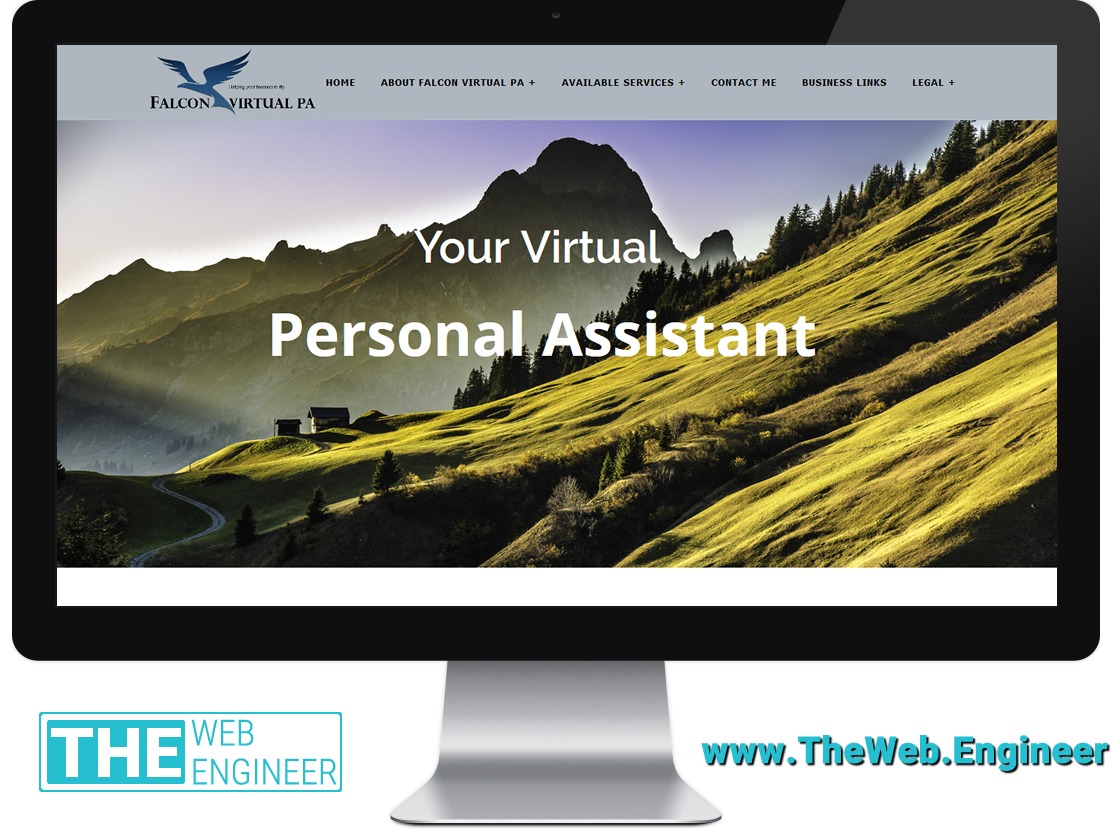 Helping your business to fly
FALCON VIRTUAL PA
HOME ABOUT FALCON VIRTUAL PA + AVAILABLE SERVICES + CONTACT ME BUSINESS LINKS LEGAL +
Your Virtual
Personal Assistant
THE WEB
ENGINEER
www.TheWeb.Engineer